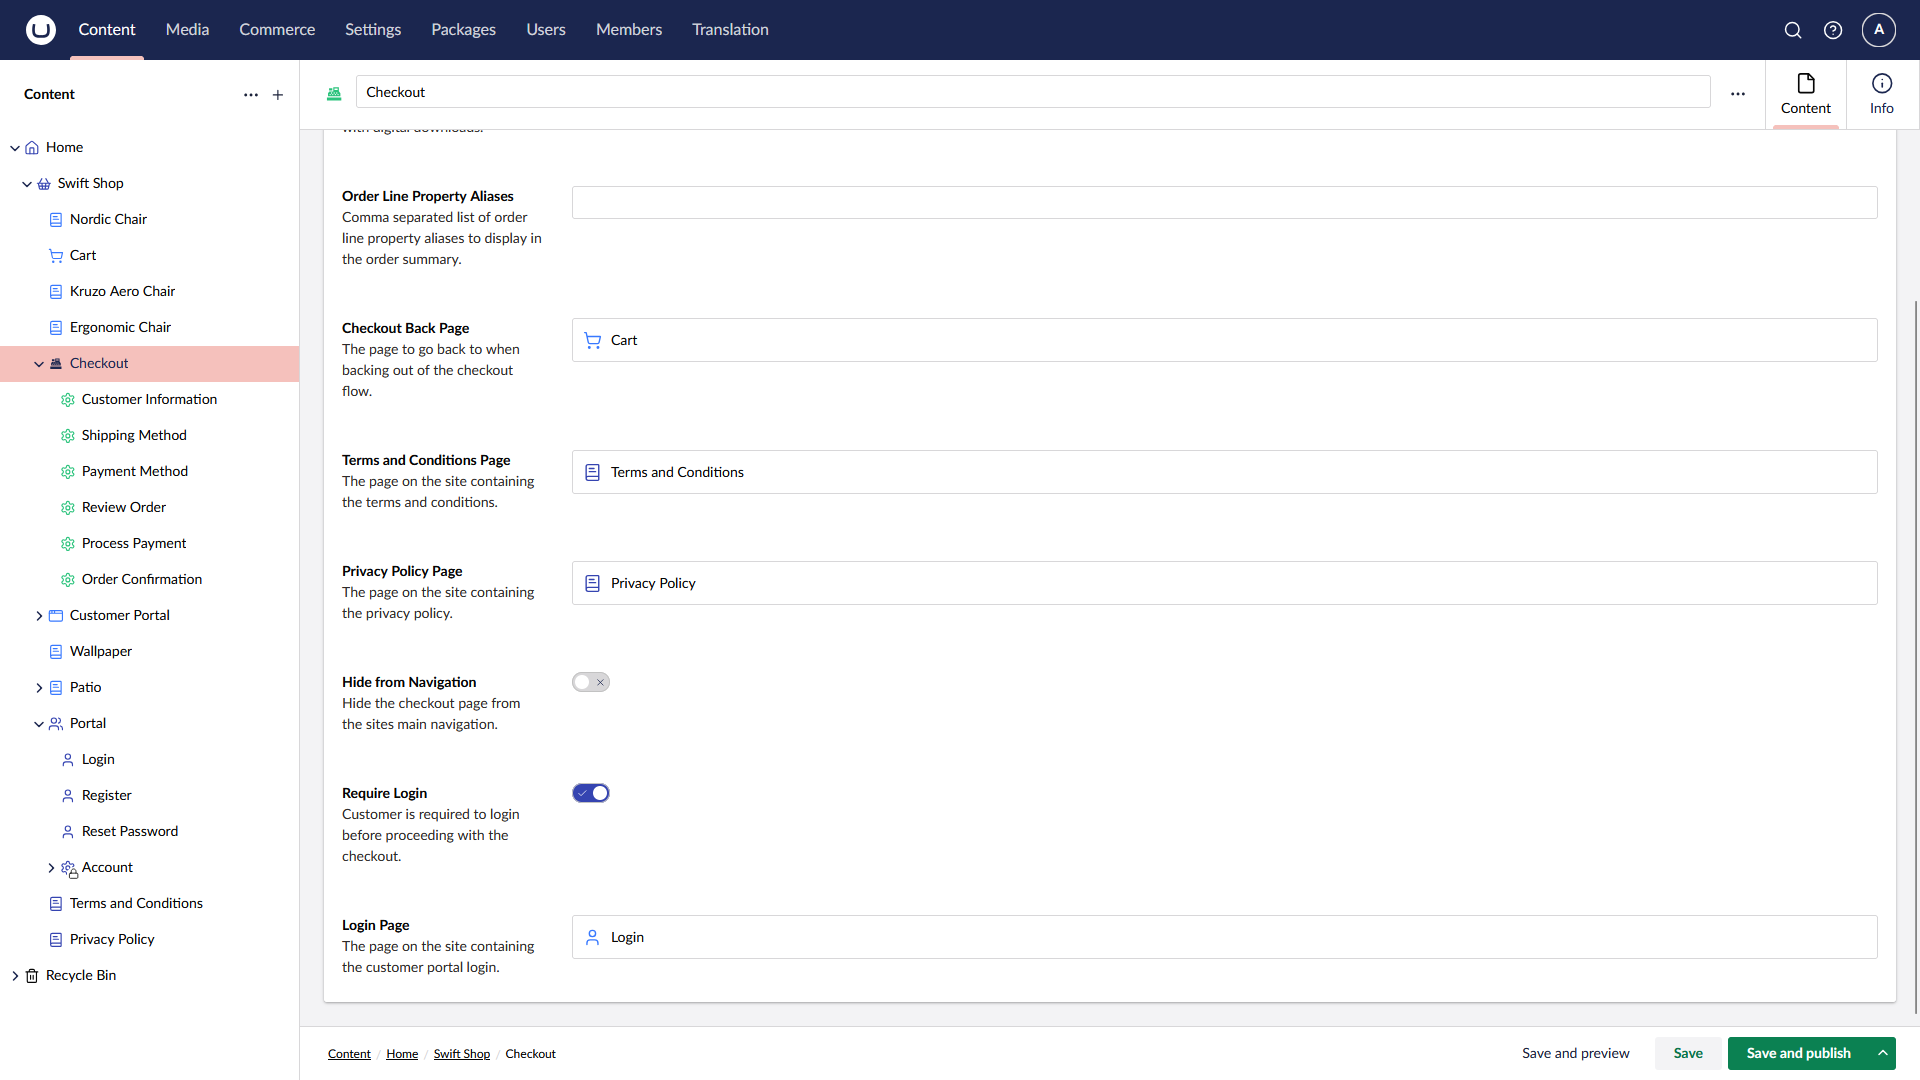 Content
Media
Commerce
Settings
Packages
Users
Members
Translation
A
Content
Home
Swift Shop
Nordic Chair
Cart
Kruzo Aero Chair
Ergonomic Chair
Checkout
Customer Information
Shipping Method
Payment Method
Review Order
Process Payment
Order Confirmation
Customer Portal
Wallpaper
Patio
Portal
Login
Register
Reset Password
Account
Terms and Conditions
Privacy Policy
Recycle Bin
Checkout
Content
Info
with digital downloads.
Order Line Property Aliases
Comma separated list of order
line property aliases to display in
the order summary.
Checkout Back Page
The page to go back to when
backing out of the checkout
flow.
Cart
Terms and Conditions Page
The page on the site containing
the terms and conditions.
Terms and Conditions
Privacy Policy Page
The page on the site containing
the privacy policy.
Privacy Policy
Hide from Navigation
Hide the checkout page from
the sites main navigation.
Require Login
Customer is required to login
before proceeding with the
checkout.
Login Page
The page on the site containing
the customer portal login.
Login
Content / Home / Swift Shop / Checkout
Save and preview
Save
Save and publish